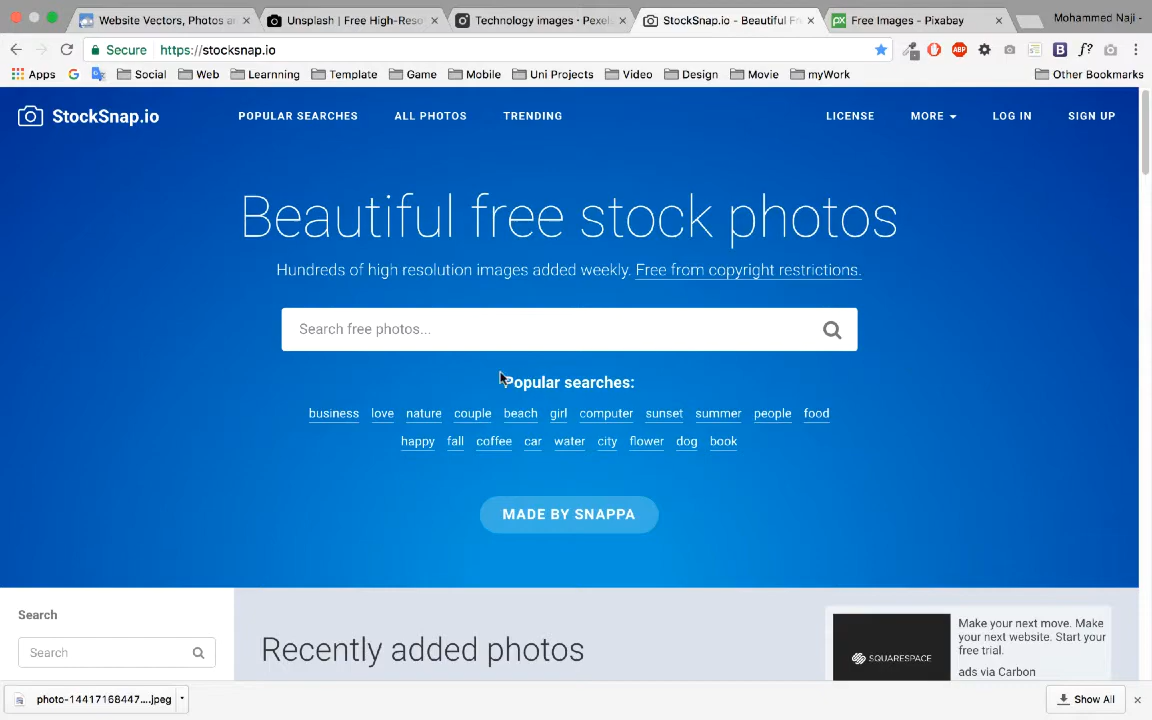 Website Vectors, Photos a
Unsplash | Free High-Reso
Technology images · Pexel
StockSnap.io - Beautiful F
Free Images - Pixabay
Mohammed Naji -
Secure https://stocksnap.io
Apps
Social
Web
Learnning
Template
Game
Mobile
Uni Projects
Video
Design
Movie
myWork
Other Bookmarks
StockSnap.io
POPULAR SEARCHES
ALL PHOTOS
TRENDING
LICENSE
MORE
LOG IN
SIGN UP
Beautiful free stock photos
Hundreds of high resolution images added weekly. Free from copyright restrictions.
Search free photos...
Popular searches:
business love nature couple beach girl computer sunset summer people food
happy fall coffee car water city flower dog book
MADE BY SNAPPA
Search
Search
Recently added photos
SQUARESPACE
Make your next move. Make
your next website. Start your
free trial.
ads via Carbon
photo-14417168447....jpeg
Show All